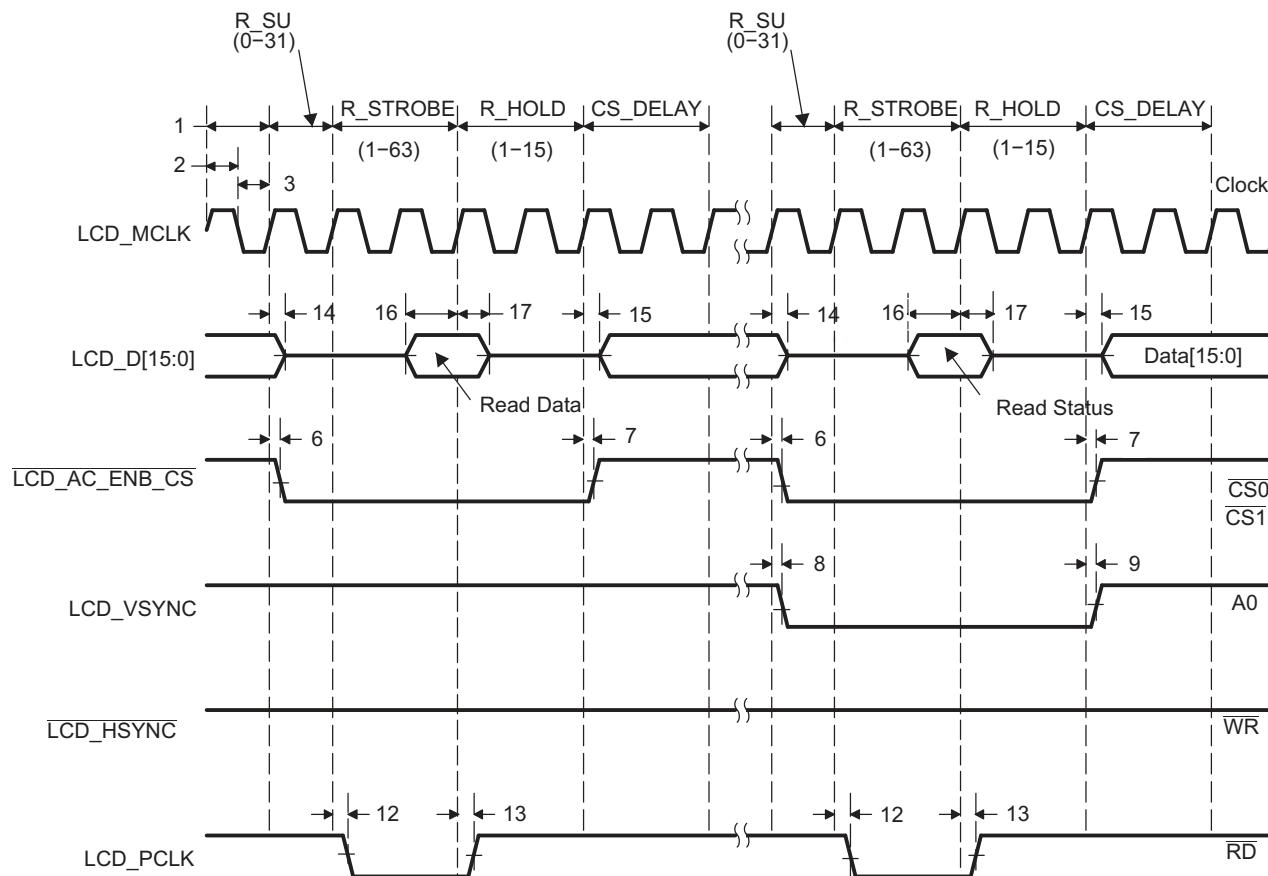 R_SU
(0−31)
R_SU
(0−31)
R_STROBE
R_HOLD
CS_DELAY
R_STROBE
R_HOLD
CS_DELAY
1
(1−63)
(1−15)
(1−63)
(1−15)
2
3
Clock
LCD_MCLK
14
16
17
15
14
16
17
15
LCD_D[15:0]
Data[15:0]
Read Data
Read Status
6
7
6
7
LCD_AC_ENB_CS
CS0
CS1
8
9
LCD_VSYNC
A0
LCD_HSYNC
WR
12
13
12
13
LCD_PCLK
RD